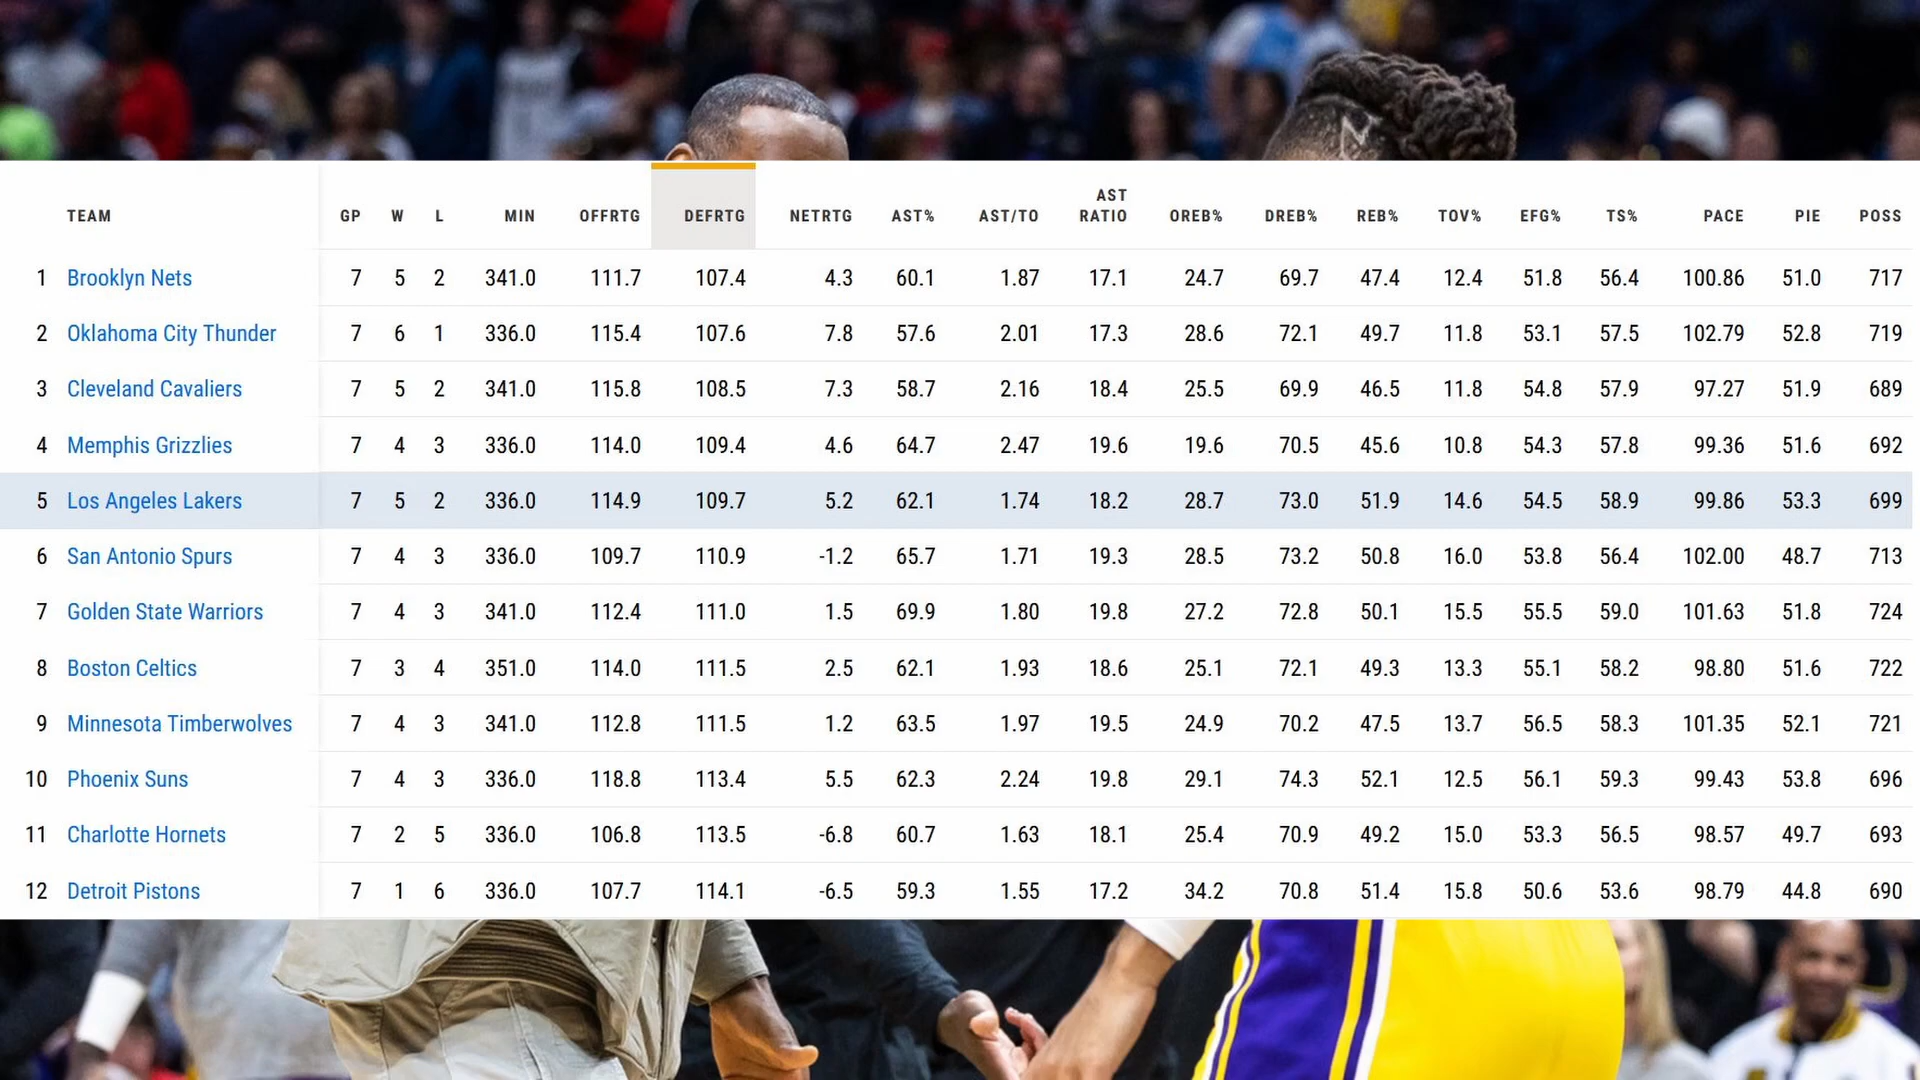 TEAM GP W L MIN OFFRTG DEFRTG NETRTG AST% AST/TO AST RATIO OREB% DREB% REB% TOV% EFG% TS% PACE PIE POSS
1 Brooklyn Nets 7 5 2 341.0 111.7 107.4 4.3 60.1 1.87 17.1 24.7 69.7 47.4 12.4 51.8 56.4 100.86 51.0 717
2 Oklahoma City Thunder 7 6 1 336.0 115.4 107.6 7.8 57.6 2.01 17.3 28.6 72.1 49.7 11.8 53.1 57.5 102.79 52.8 719
3 Cleveland Cavaliers 7 5 2 341.0 115.8 108.5 7.3 58.7 2.16 18.4 25.5 69.9 46.5 11.8 54.8 57.9 97.27 51.9 689
4 Memphis Grizzlies 7 4 3 336.0 114.0 109.4 4.6 64.7 2.47 19.6 19.6 70.5 45.6 10.8 54.3 57.8 99.36 51.6 692
5 Los Angeles Lakers 7 5 2 336.0 114.9 109.7 5.2 62.1 1.74 18.2 28.7 73.0 51.9 14.6 54.5 58.9 99.86 53.3 699
6 San Antonio Spurs 7 4 3 336.0 109.7 110.9 -1.2 65.7 1.71 19.3 28.5 73.2 50.8 16.0 53.8 56.4 102.00 48.7 713
7 Golden State Warriors 7 4 3 341.0 112.4 111.0 1.5 69.9 1.80 19.8 27.2 72.8 50.1 15.5 55.5 59.0 101.63 51.8 724
8 Boston Celtics 7 3 4 351.0 114.0 111.5 2.5 62.1 1.93 18.6 25.1 72.1 49.3 13.3 55.1 58.2 98.80 51.6 722
9 Minnesota Timberwolves 7 4 3 341.0 112.8 111.5 1.2 63.5 1.97 19.5 24.9 70.2 47.5 13.7 56.5 58.3 101.35 52.1 721
10 Phoenix Suns 7 4 3 336.0 118.8 113.4 5.5 62.3 2.24 19.8 29.1 74.3 52.1 12.5 56.1 59.3 99.43 53.8 696
11 Charlotte Hornets 7 2 5 336.0 106.8 113.5 -6.8 60.7 1.63 18.1 25.4 70.9 49.2 15.0 53.3 56.5 98.57 49.7 693
12 Detroit Pistons 7 1 6 336.0 107.7 114.1 -6.5 59.3 1.55 17.2 34.2 70.8 51.4 15.8 50.6 53.6 98.79 44.8 690